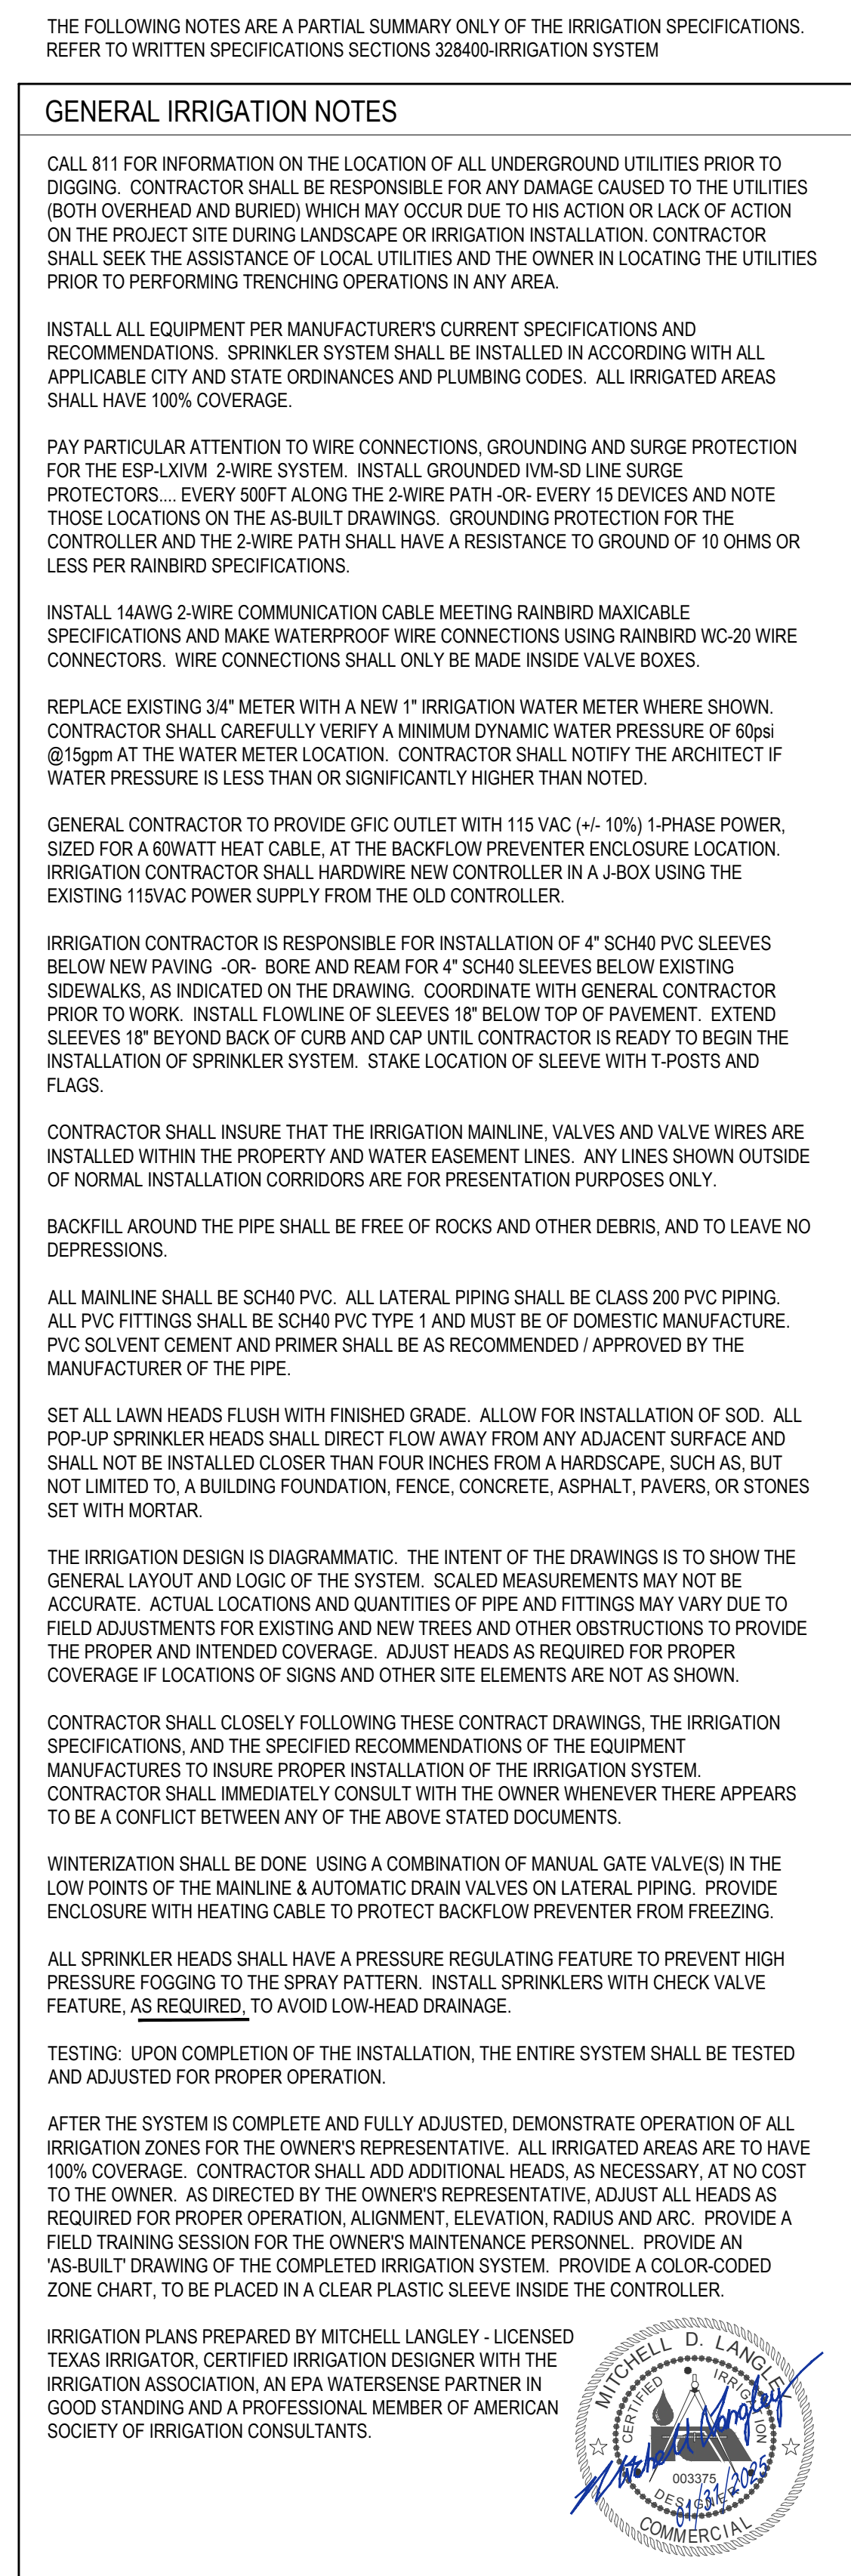 THE FOLLOWING NOTES ARE A PARTIAL SUMMARY ONLY OF THE IRRIGATION SPECIFICATIONS.
REFER TO WRITTEN SPECIFICATIONS SECTIONS 328400-IRRIGATION SYSTEM
GENERAL IRRIGATION NOTES
CALL 811 FOR INFORMATION ON THE LOCATION OF ALL UNDERGROUND UTILITIES PRIOR TO
DIGGING. CONTRACTOR SHALL BE RESPONSIBLE FOR ANY DAMAGE CAUSED TO THE UTILITIES
(BOTH OVERHEAD AND BURIED) WHICH MAY OCCUR DUE TO HIS ACTION OR LACK OF ACTION
ON THE PROJECT SITE DURING LANDSCAPE OR IRRIGATION INSTALLATION. CONTRACTOR
SHALL SEEK THE ASSISTANCE OF LOCAL UTILITIES AND THE OWNER IN LOCATING THE UTILITIES
PRIOR TO PERFORMING TRENCHING OPERATIONS IN ANY AREA.
INSTALL ALL EQUIPMENT PER MANUFACTURER'S CURRENT SPECIFICATIONS AND
RECOMMENDATIONS. SPRINKLER SYSTEM SHALL BE INSTALLED IN ACCORDING WITH ALL
APPLICABLE CITY AND STATE ORDINANCES AND PLUMBING CODES. ALL IRRIGATED AREAS
SHALL HAVE 100% COVERAGE.
PAY PARTICULAR ATTENTION TO WIRE CONNECTIONS, GROUNDING AND SURGE PROTECTION
FOR THE ESP-LXIVM 2-WIRE SYSTEM. INSTALL GROUNDED IVM-SD LINE SURGE
PROTECTORS.... EVERY 500FT ALONG THE 2-WIRE PATH -OR- EVERY 15 DEVICES AND NOTE
THOSE LOCATIONS ON THE AS-BUILT DRAWINGS. GROUNDING PROTECTION FOR THE
CONTROLLER AND THE 2-WIRE PATH SHALL HAVE A RESISTANCE TO GROUND OF 10 OHMS OR
LESS PER RAINBIRD SPECIFICATIONS.
INSTALL 14AWG 2-WIRE COMMUNICATION CABLE MEETING RAINBIRD MAXICABLE
SPECIFICATIONS AND MAKE WATERPROOF WIRE CONNECTIONS USING RAINBIRD WC-20 WIRE
CONNECTORS. WIRE CONNECTIONS SHALL ONLY BE MADE INSIDE VALVE BOXES.
REPLACE EXISTING 3/4" METER WITH A NEW 1" IRRIGATION WATER METER WHERE SHOWN.
CONTRACTOR SHALL CAREFULLY VERIFY A MINIMUM DYNAMIC WATER PRESSURE OF 60psi
@15gpm AT THE WATER METER LOCATION. CONTRACTOR SHALL NOTIFY THE ARCHITECT IF
WATER PRESSURE IS LESS THAN OR SIGNIFICANTLY HIGHER THAN NOTED.
GENERAL CONTRACTOR TO PROVIDE GFIC OUTLET WITH 115 VAC (+/- 10%) 1-PHASE POWER,
SIZED FOR A 60WATT HEAT CABLE, AT THE BACKFLOW PREVENTER ENCLOSURE LOCATION.
IRRIGATION CONTRACTOR SHALL HARDWIRE NEW CONTROLLER IN A J-BOX USING THE
EXISTING 115VAC POWER SUPPLY FROM THE OLD CONTROLLER.
IRRIGATION CONTRACTOR IS RESPONSIBLE FOR INSTALLATION OF 4" SCH40 PVC SLEEVES
BELOW NEW PAVING -OR- BORE AND REAM FOR 4" SCH40 SLEEVES BELOW EXISTING
SIDEWALKS, AS INDICATED ON THE DRAWING. COORDINATE WITH GENERAL CONTRACTOR
PRIOR TO WORK. INSTALL FLOWLINE OF SLEEVES 18" BELOW TOP OF PAVEMENT. EXTEND
SLEEVES 18" BEYOND BACK OF CURB AND CAP UNTIL CONTRACTOR IS READY TO BEGIN THE
INSTALLATION OF SPRINKLER SYSTEM. STAKE LOCATION OF SLEEVE WITH T-POSTS AND
FLAGS.
CONTRACTOR SHALL INSURE THAT THE IRRIGATION MAINLINE, VALVES AND VALVE WIRES ARE
INSTALLED WITHIN THE PROPERTY AND WATER EASEMENT LINES. ANY LINES SHOWN OUTSIDE
OF NORMAL INSTALLATION CORRIDORS ARE FOR PRESENTATION PURPOSES ONLY.
BACKFILL AROUND THE PIPE SHALL BE FREE OF ROCKS AND OTHER DEBRIS, AND TO LEAVE NO
DEPRESSIONS.
ALL MAINLINE SHALL BE SCH40 PVC. ALL LATERAL PIPING SHALL BE CLASS 200 PVC PIPING.
ALL PVC FITTINGS SHALL BE SCH40 PVC TYPE 1 AND MUST BE OF DOMESTIC MANUFACTURE.
PVC SOLVENT CEMENT AND PRIMER SHALL BE AS RECOMMENDED / APPROVED BY THE
MANUFACTURER OF THE PIPE.
SET ALL LAWN HEADS FLUSH WITH FINISHED GRADE. ALLOW FOR INSTALLATION OF SOD. ALL
POP-UP SPRINKLER HEADS SHALL DIRECT FLOW AWAY FROM ANY ADJACENT SURFACE AND
SHALL NOT BE INSTALLED CLOSER THAN FOUR INCHES FROM A HARDSCAPE, SUCH AS, BUT
NOT LIMITED TO, A BUILDING FOUNDATION, FENCE, CONCRETE, ASPHALT, PAVERS, OR STONES
SET WITH MORTAR.
THE IRRIGATION DESIGN IS DIAGRAMMATIC. THE INTENT OF THE DRAWINGS IS TO SHOW THE
GENERAL LAYOUT AND LOGIC OF THE SYSTEM. SCALED MEASUREMENTS MAY NOT BE
ACCURATE. ACTUAL LOCATIONS AND QUANTITIES OF PIPE AND FITTINGS MAY VARY DUE TO
FIELD ADJUSTMENTS FOR EXISTING AND NEW TREES AND OTHER OBSTRUCTIONS TO PROVIDE
THE PROPER AND INTENDED COVERAGE. ADJUST HEADS AS REQUIRED FOR PROPER
COVERAGE IF LOCATIONS OF SIGNS AND OTHER SITE ELEMENTS ARE NOT AS SHOWN.
CONTRACTOR SHALL CLOSELY FOLLOWING THESE CONTRACT DRAWINGS, THE IRRIGATION
SPECIFICATIONS, AND THE SPECIFIED RECOMMENDATIONS OF THE EQUIPMENT
MANUFACTURES TO INSURE PROPER INSTALLATION OF THE IRRIGATION SYSTEM.
CONTRACTOR SHALL IMMEDIATELY CONSULT WITH THE OWNER WHENEVER THERE APPEARS
TO BE A CONFLICT BETWEEN ANY OF THE ABOVE STATED DOCUMENTS.
WINTERIZATION SHALL BE DONE USING A COMBINATION OF MANUAL GATE VALVE(S) IN THE
LOW POINTS OF THE MAINLINE & AUTOMATIC DRAIN VALVES ON LATERAL PIPING. PROVIDE
ENCLOSURE WITH HEATING CABLE TO PROTECT BACKFLOW PREVENTER FROM FREEZING.
ALL SPRINKLER HEADS SHALL HAVE A PRESSURE REGULATING FEATURE TO PREVENT HIGH
PRESSURE FOGGING TO THE SPRAY PATTERN. INSTALL SPRINKLERS WITH CHECK VALVE
FEATURE, AS REQUIRED, TO AVOID LOW-HEAD DRAINAGE.
TESTING: UPON COMPLETION OF THE INSTALLATION, THE ENTIRE SYSTEM SHALL BE TESTED
AND ADJUSTED FOR PROPER OPERATION.
AFTER THE SYSTEM IS COMPLETE AND FULLY ADJUSTED, DEMONSTRATE OPERATION OF ALL
IRRIGATION ZONES FOR THE OWNER'S REPRESENTATIVE. ALL IRRIGATED AREAS ARE TO HAVE
100% COVERAGE. CONTRACTOR SHALL ADD ADDITIONAL HEADS, AS NECESSARY, AT NO COST
TO THE OWNER. AS DIRECTED BY THE OWNER'S REPRESENTATIVE, ADJUST ALL HEADS AS
REQUIRED FOR PROPER OPERATION, ALIGNMENT, ELEVATION, RADIUS AND ARC. PROVIDE A
FIELD TRAINING SESSION FOR THE OWNER'S MAINTENANCE PERSONNEL. PROVIDE AN
'AS-BUILT' DRAWING OF THE COMPLETED IRRIGATION SYSTEM. PROVIDE A COLOR-CODED
ZONE CHART, TO BE PLACED IN A CLEAR PLASTIC SLEEVE INSIDE THE CONTROLLER.
IRRIGATION PLANS PREPARED BY MITCHELL LANGLEY - LICENSED
TEXAS IRRIGATOR, CERTIFIED IRRIGATION DESIGNER WITH THE
IRRIGATION ASSOCIATION, AN EPA WATERSENSE PARTNER IN
GOOD STANDING AND A PROFESSIONAL MEMBER OF AMERICAN
SOCIETY OF IRRIGATION CONSULTANTS.
MITCHELL D. LANGLEY
CERTIFIED IRRIGATION
Mitchell Langley
003375
01/31/2025
DESIGNER
COMMERCIAL